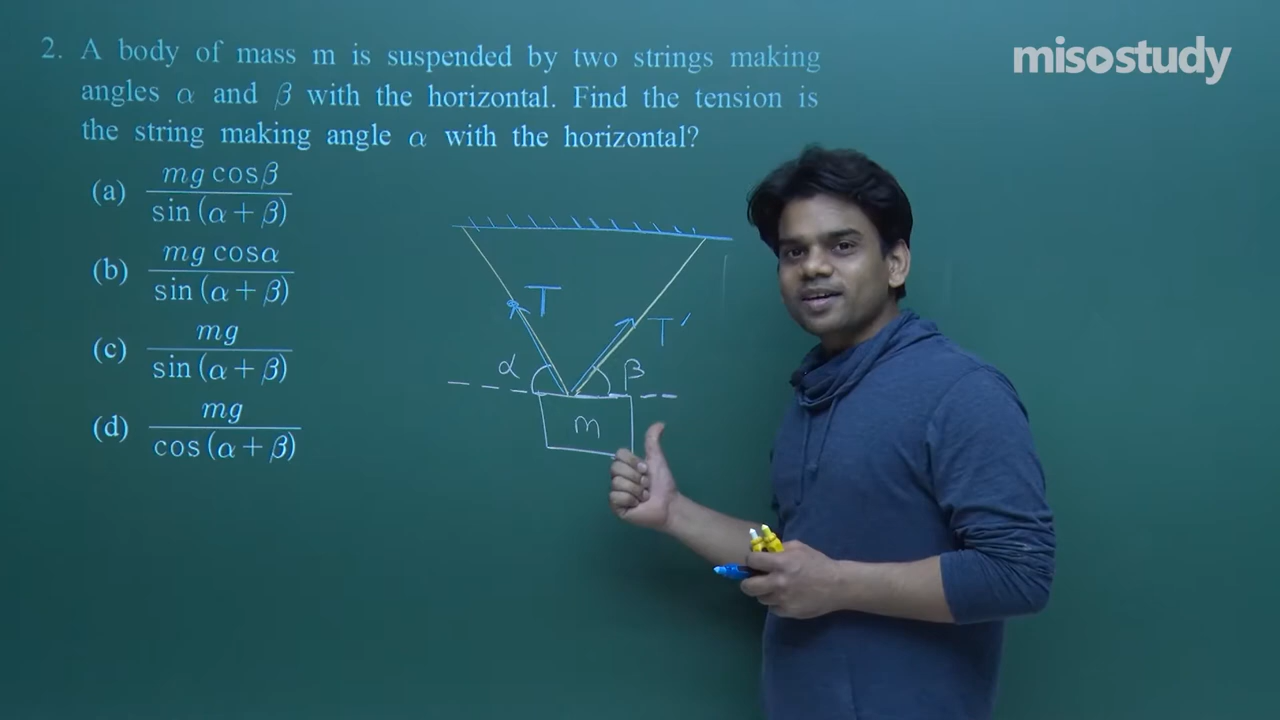 misostudy
2. A body of mass m is suspended by two strings making
angles α and β with the horizontal. Find the tension is
the string making angle α with the horizontal?
(a) mg cosβ / sin (α + β)
(b) mg cosα / sin (α + β)
(c) mg / sin (α + β)
(d) mg / cos (α + β)
T
T'
α
β
m